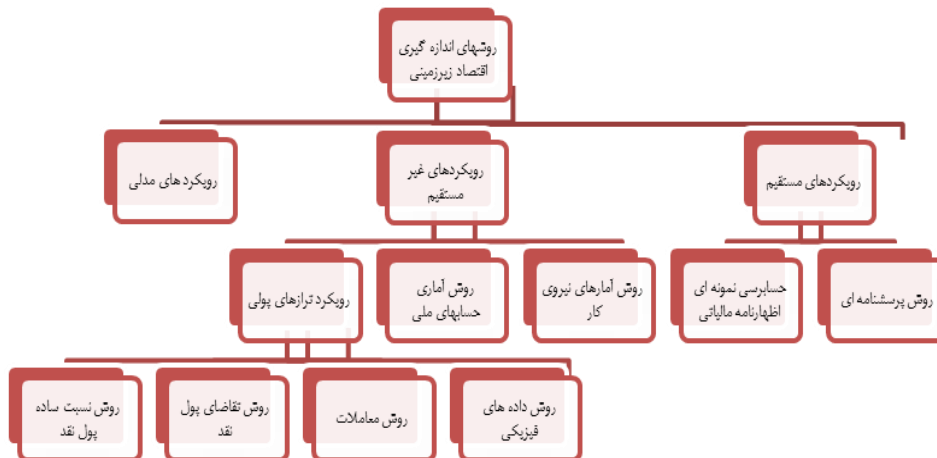 روشهای اندازه گیری
اقتصاد زیرزمینی
رویکردهای مستقیم
رویکردهای غیر
مستقیم
رویکرد های مدلی
روش پرسشنامه ای
حسابرسی نمونه ای
اظهارنامه مالیاتی
روش آمارهای نیروی
کار
روش آماری
حسابهای ملی
رویکرد ترازهای پولی
روش داده های
فیزیکی
روش معاملات
روش تقاضای پول
نقد
روش نسبت ساده
پول نقد